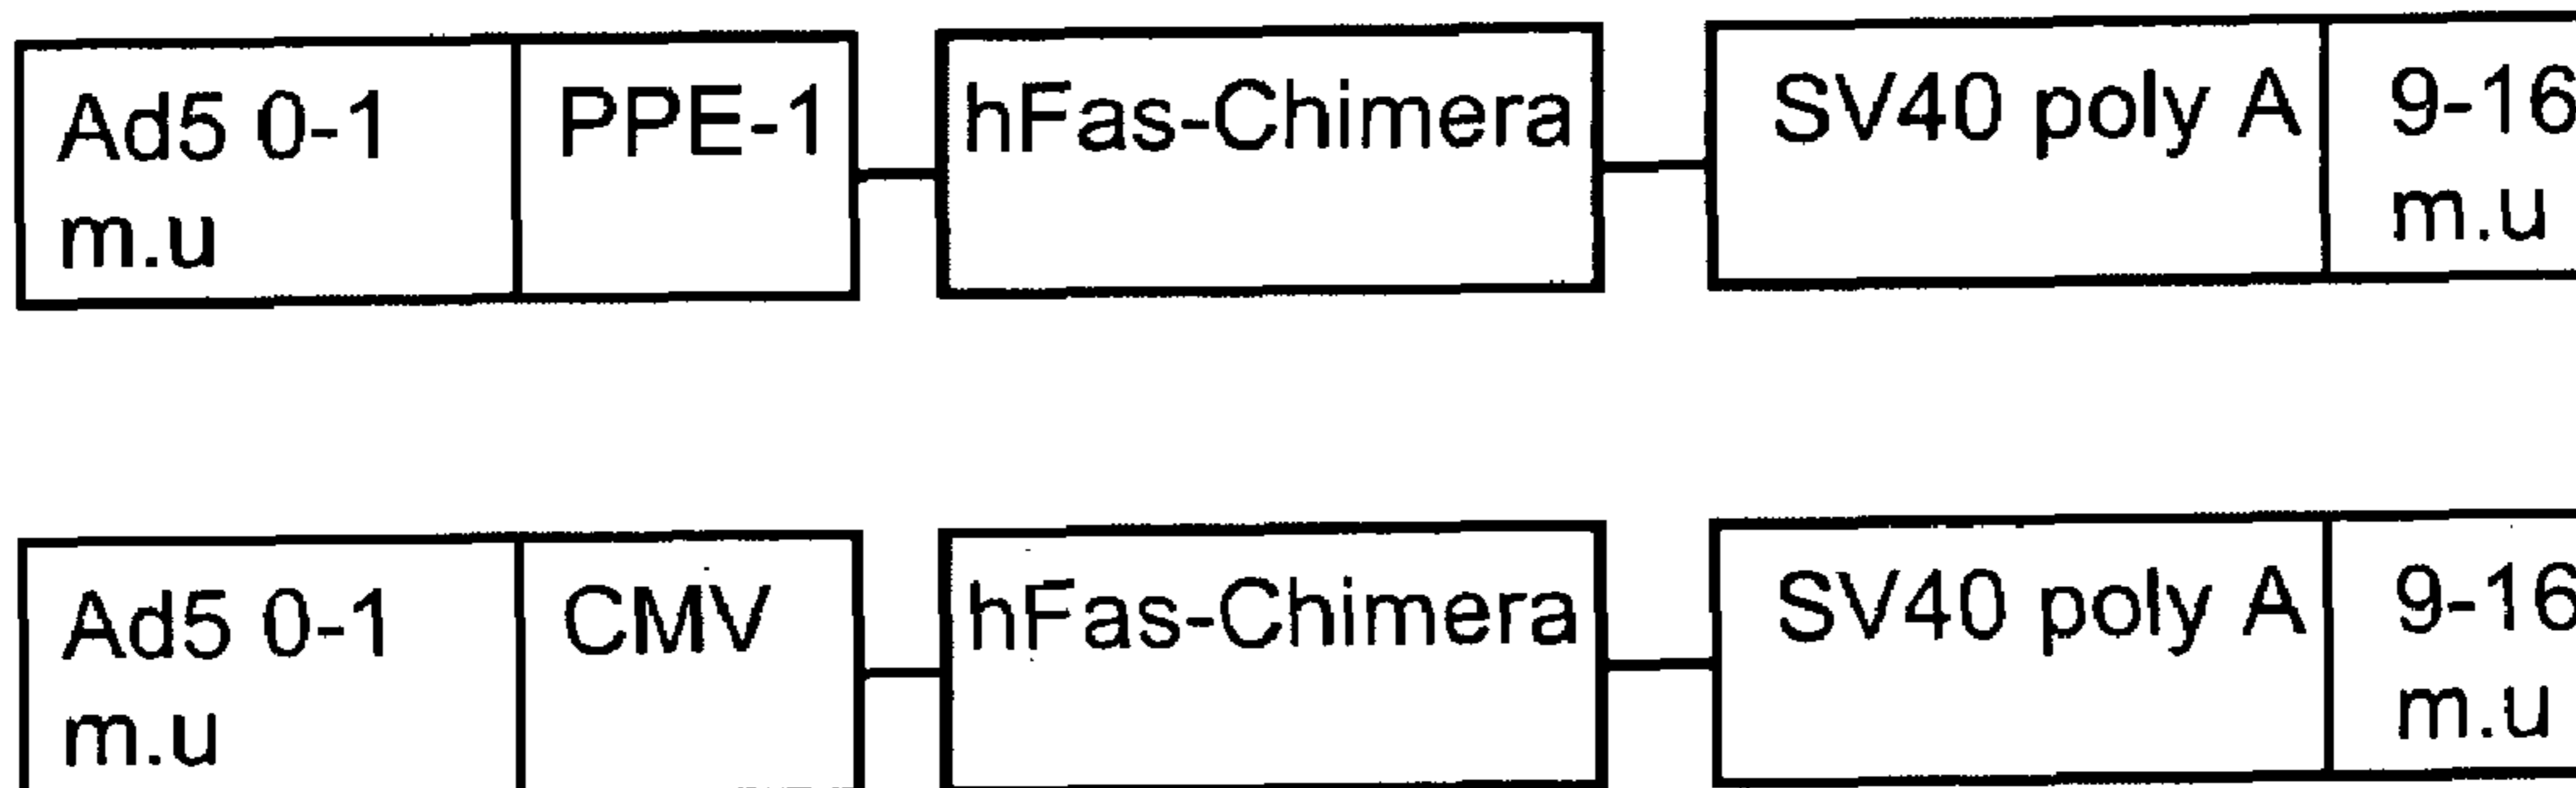 Ad5 0-1 PPE-1 hFas-Chimera SV40 poly A 9-16
m.u m.u
Ad5 0-1 CMV hFas-Chimera SV40 poly A 9-16
m.u m.u